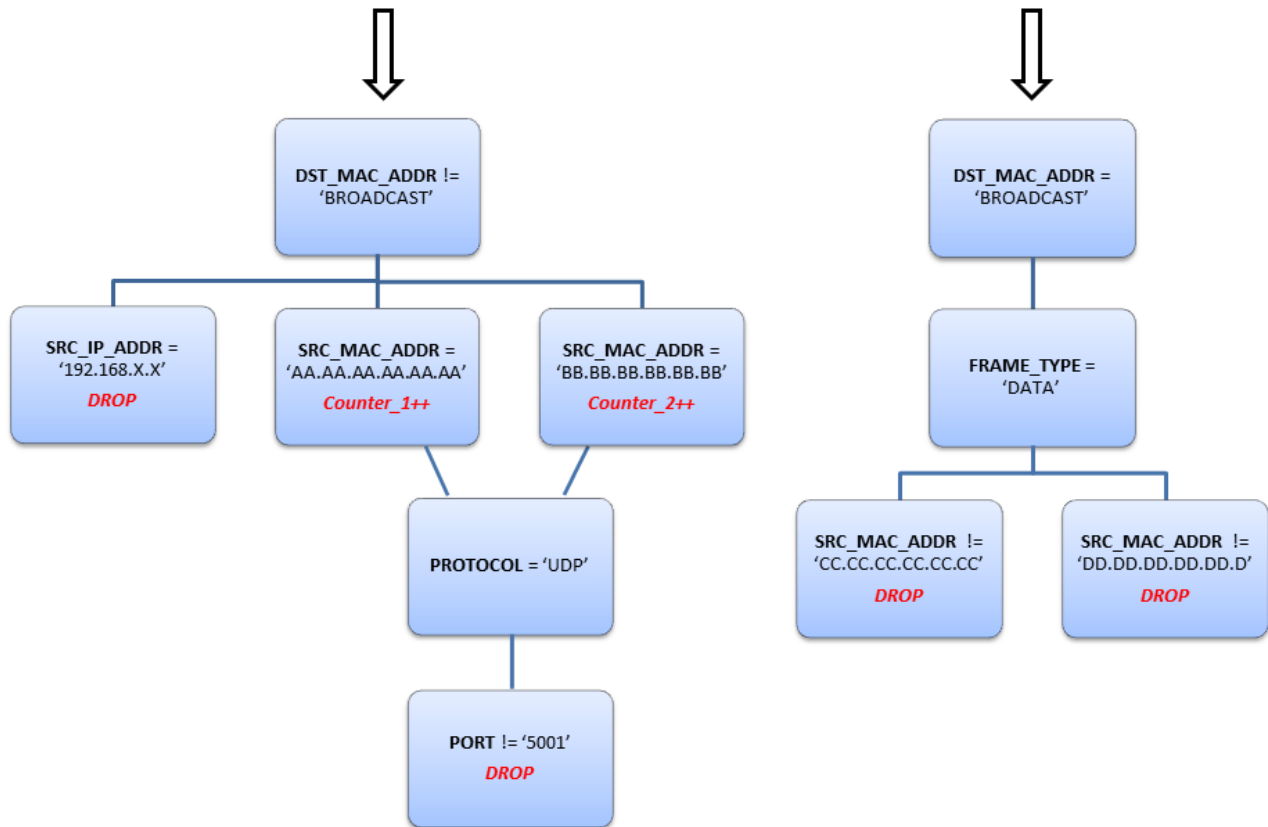 DST_MAC_ADDR !=
‘BROADCAST’
DST_MAC_ADDR =
‘BROADCAST’
SRC_IP_ADDR =
‘192.168.X.X’
DROP
SRC_MAC_ADDR =
‘AA.AA.AA.AA.AA.AA’
Counter_1++
SRC_MAC_ADDR =
‘BB.BB.BB.BB.BB.BB’
Counter_2++
FRAME_TYPE =
‘DATA’
PROTOCOL = ‘UDP’
SRC_MAC_ADDR !=
‘CC.CC.CC.CC.CC.CC’
DROP
SRC_MAC_ADDR !=
‘DD.DD.DD.DD.DD.D’
DROP
PORT != ‘5001’
DROP